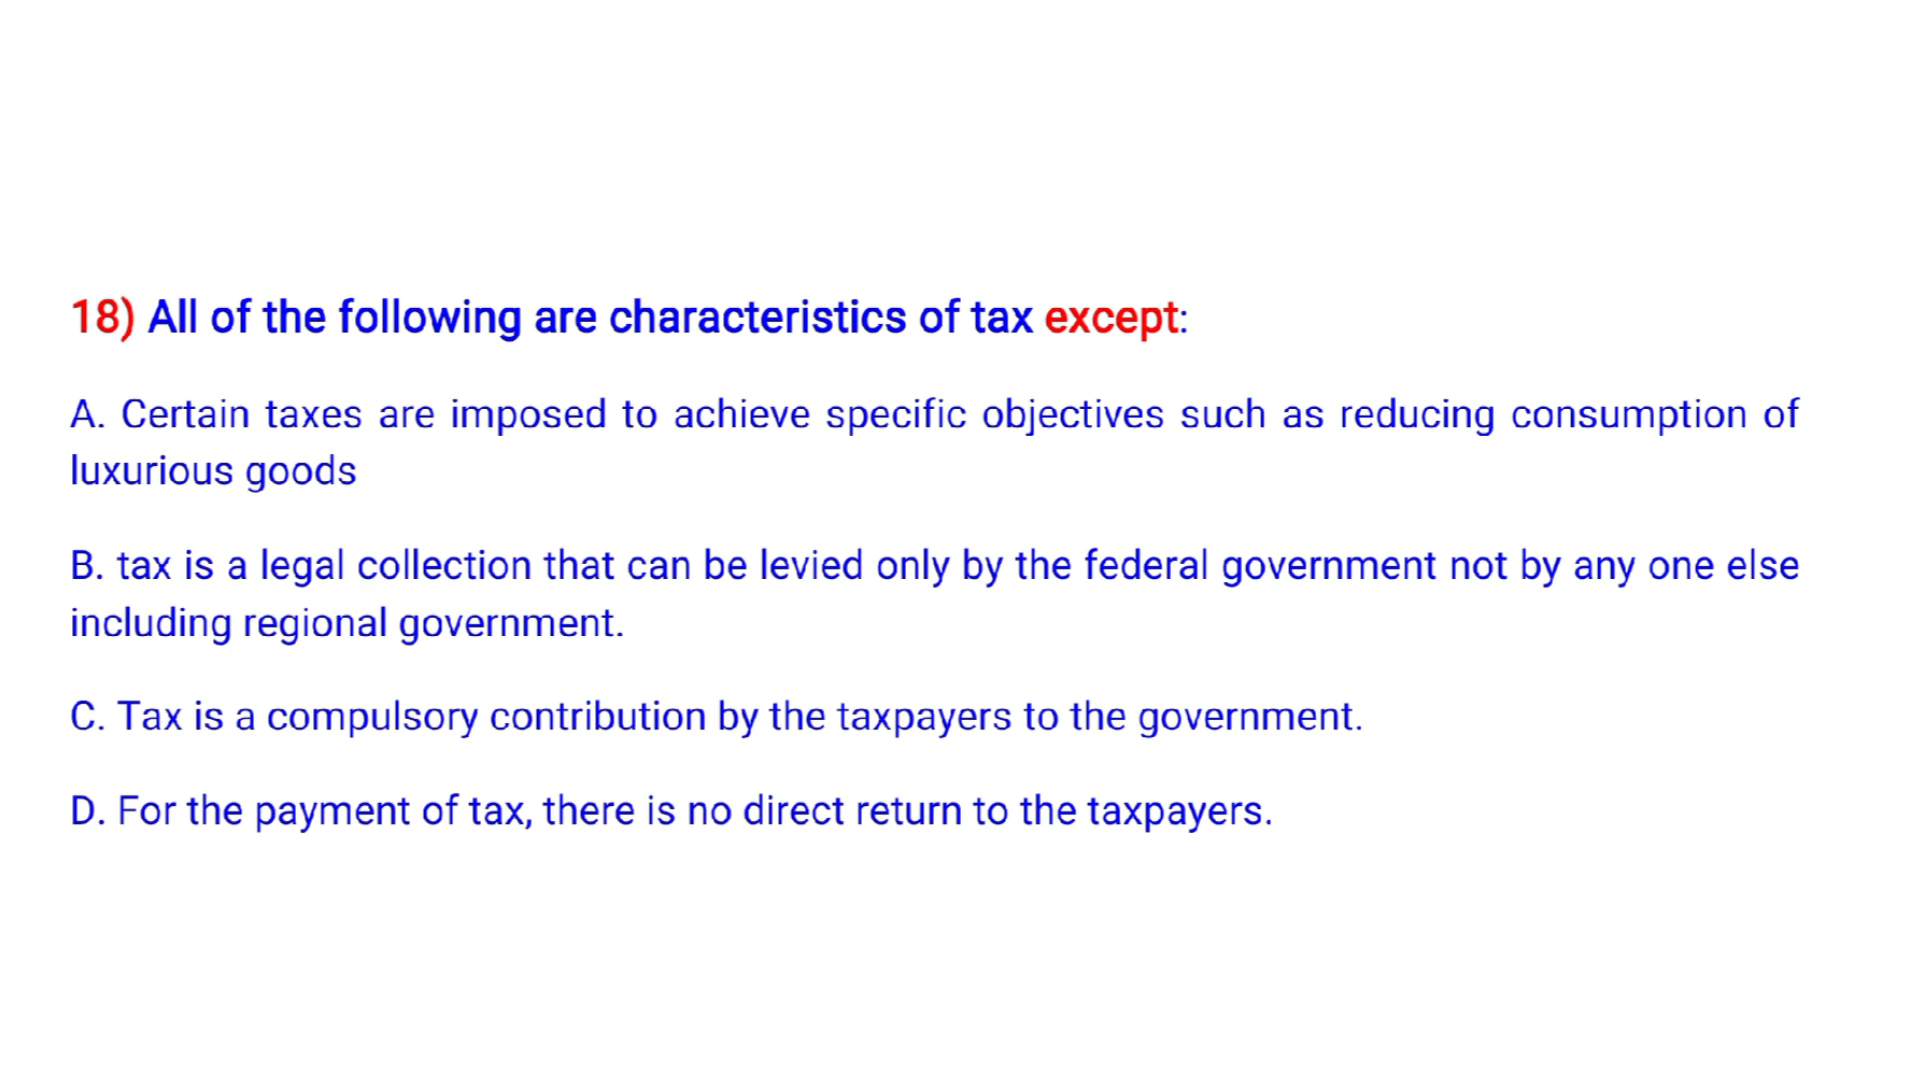 18) All of the following are characteristics of tax except:
A. Certain taxes are imposed to achieve specific objectives such as reducing consumption of
luxurious goods
B. tax is a legal collection that can be levied only by the federal government not by any one else
including regional government.
C. Tax is a compulsory contribution by the taxpayers to the government.
D. For the payment of tax, there is no direct return to the taxpayers.